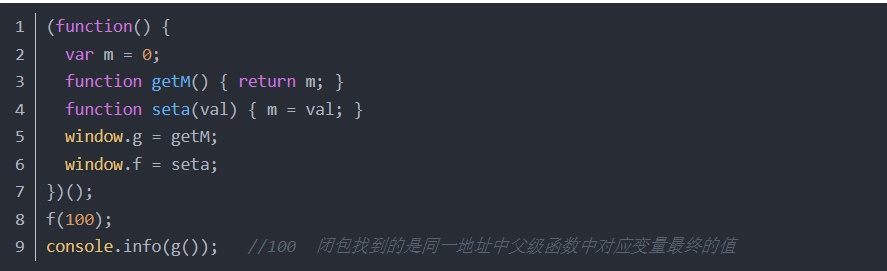 1 (function() {
2   var m = 0;
3   function getM() { return m; }
4   function seta(val) { m = val; }
5   window.g = getM;
6   window.f = seta;
7 })();
8 f(100);
9 console.info(g());   //100  闭包找到的是同一地址中父级函数中对应变量最终的值